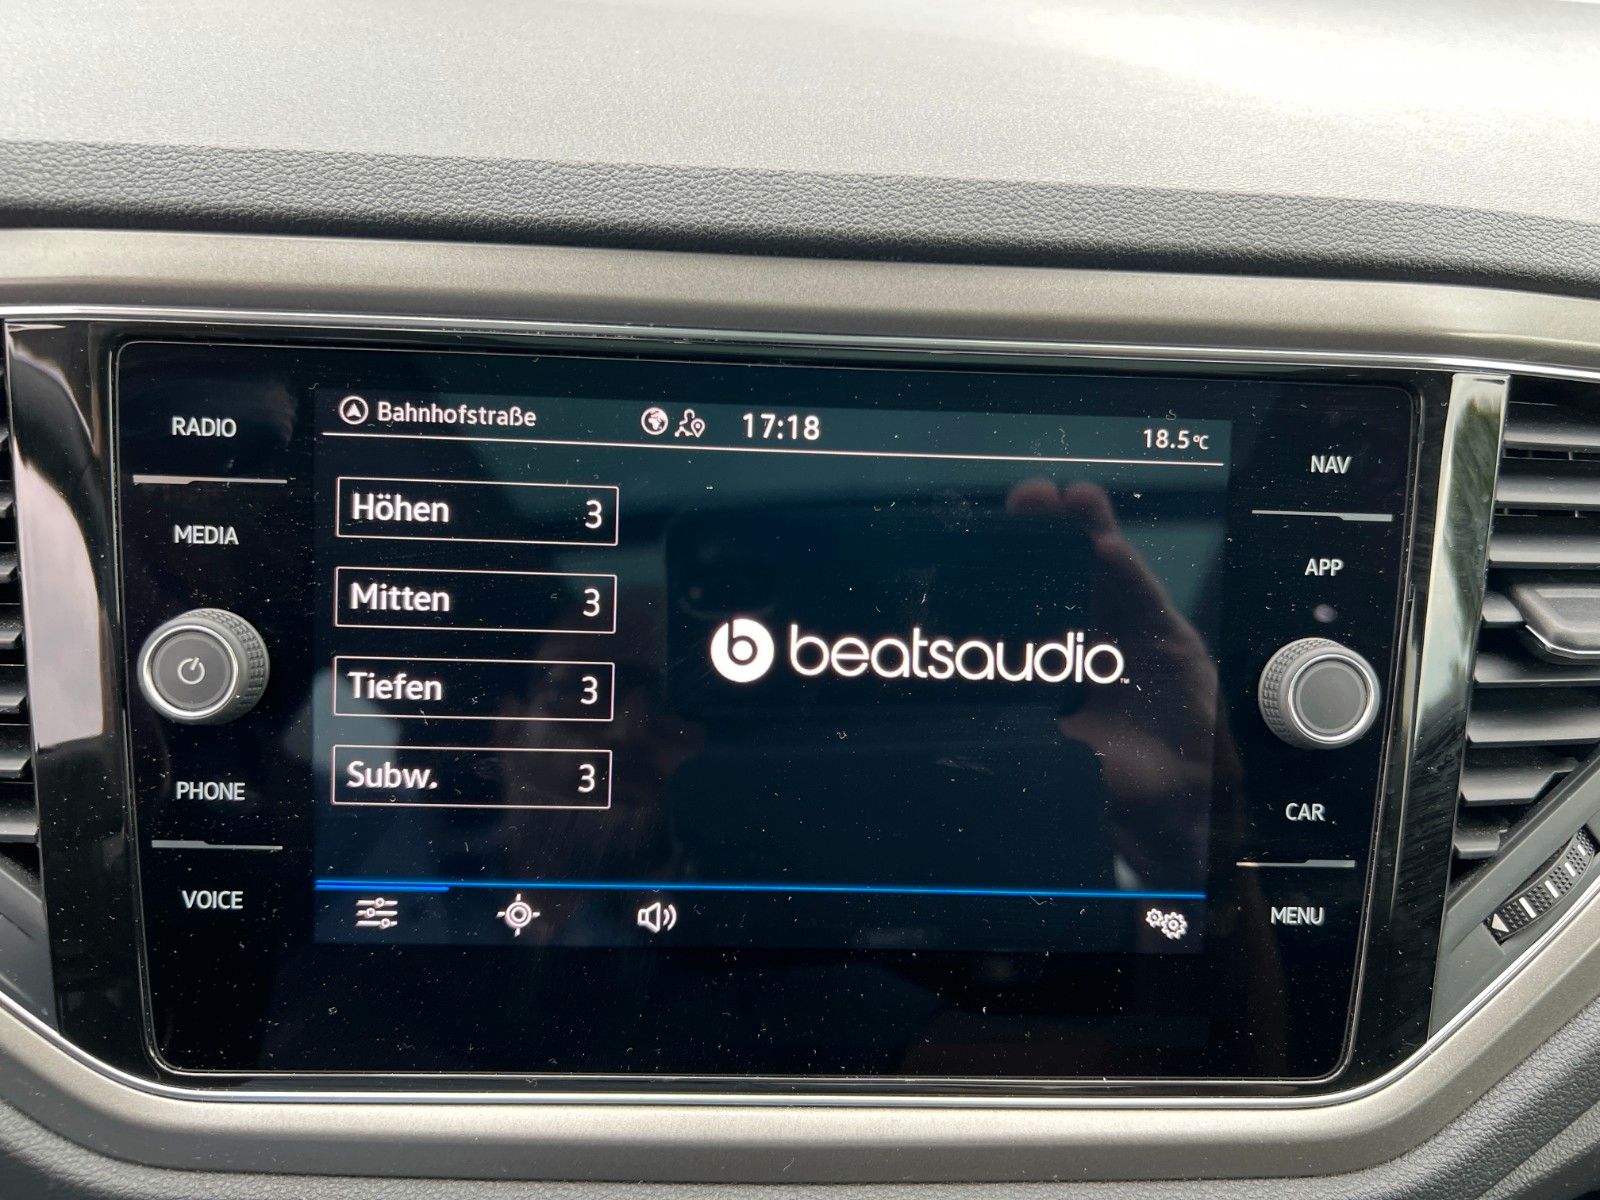 Bahnhofstraße 17:18 18.5°C
RADIO
MEDIA
PHONE
VOICE
Höhen 3
Mitten 3
Tiefen 3
Subw. 3
b beatsaudio™
NAV
APP
CAR
MENU